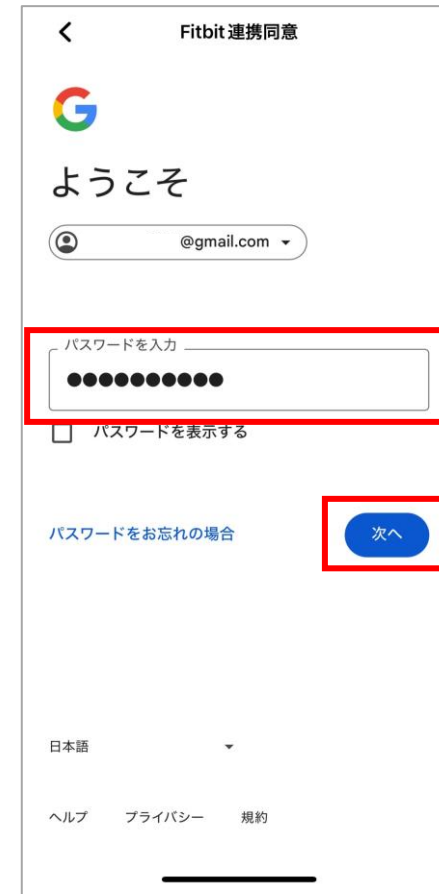 Fitbit連携同意
ようこそ
@gmail.com
パスワードを入力
●●●●●●●●●●
パスワードを表示する
パスワードをお忘れの場合 次へ
日本語
ヘルプ プライバシー 規約